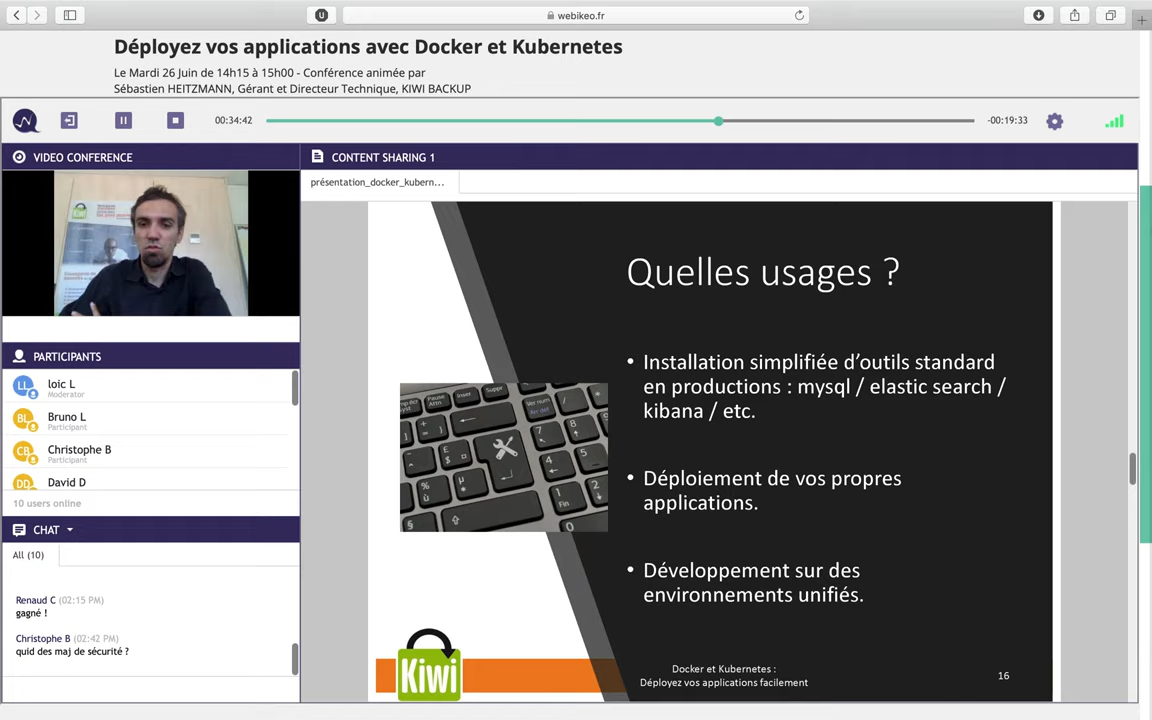 webikeo.fr
Déployez vos applications avec Docker et Kubernetes
Le Mardi 26 Juin de 14h15 à 15h00 - Conférence animée par
Sébastien HEITZMANN, Gérant et Directeur Technique, KIWI BACKUP
00:34:42
-00:19:33
VIDEO CONFERENCE
PARTICIPANTS
LL
loic L
Moderator
BL
Bruno L
Participant
CB
Christophe B
Participant
DD
David D
10 users online
CHAT
All (10)
Renaud C (02:15 PM)
gagné !
Christophe B (02:42 PM)
quid des maj de sécurité ?
CONTENT SHARING 1
présentation_docker_kubern...
Quelles usages ?
• Installation simplifiée d’outils standard
en productions : mysql / elastic search /
kibana / etc.
• Déploiement de vos propres
applications.
• Développement sur des
environnements unifiés.
Kiwi
Docker et Kubernetes :
Déployez vos applications facilement
16